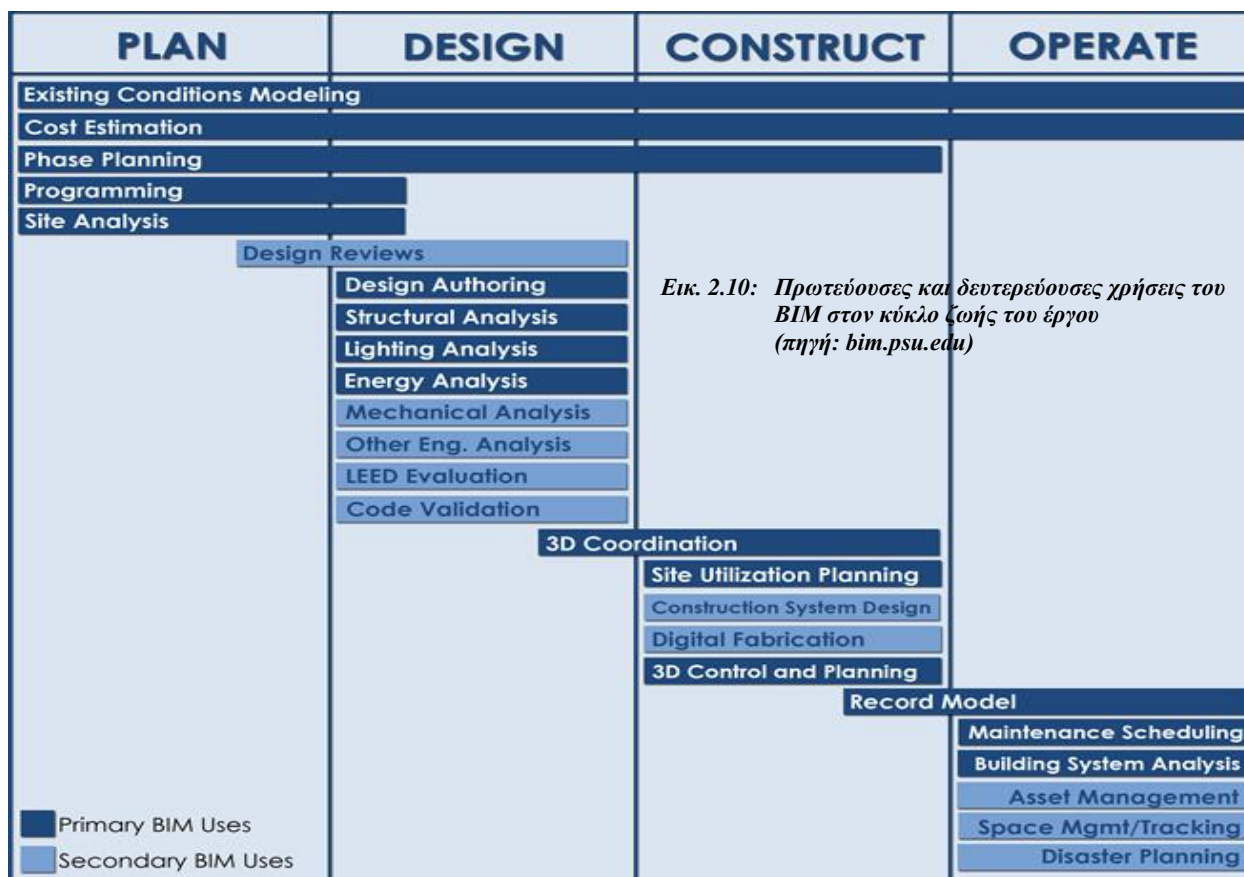 PLAN DESIGN CONSTRUCT OPERATE
Existing Conditions Modeling
Cost Estimation
Phase Planning
Programming
Site Analysis
Design Reviews
Design Authoring
Structural Analysis
Lighting Analysis
Energy Analysis
Mechanical Analysis
Other Eng. Analysis
LEED Evaluation
Code Validation
Εικ. 2.10: Πρωτεύουσες και δευτερεύουσες χρήσεις του
BIM στον κύκλο ζωής του έργου
(πηγή: bim.psu.edu)
3D Coordination
Site Utilization Planning
Construction System Design
Digital Fabrication
3D Control and Planning
Record Model
Maintenance Scheduling
Building System Analysis
Asset Management
Space Mgmt/Tracking
Disaster Planning
Primary BIM Uses
Secondary BIM Uses